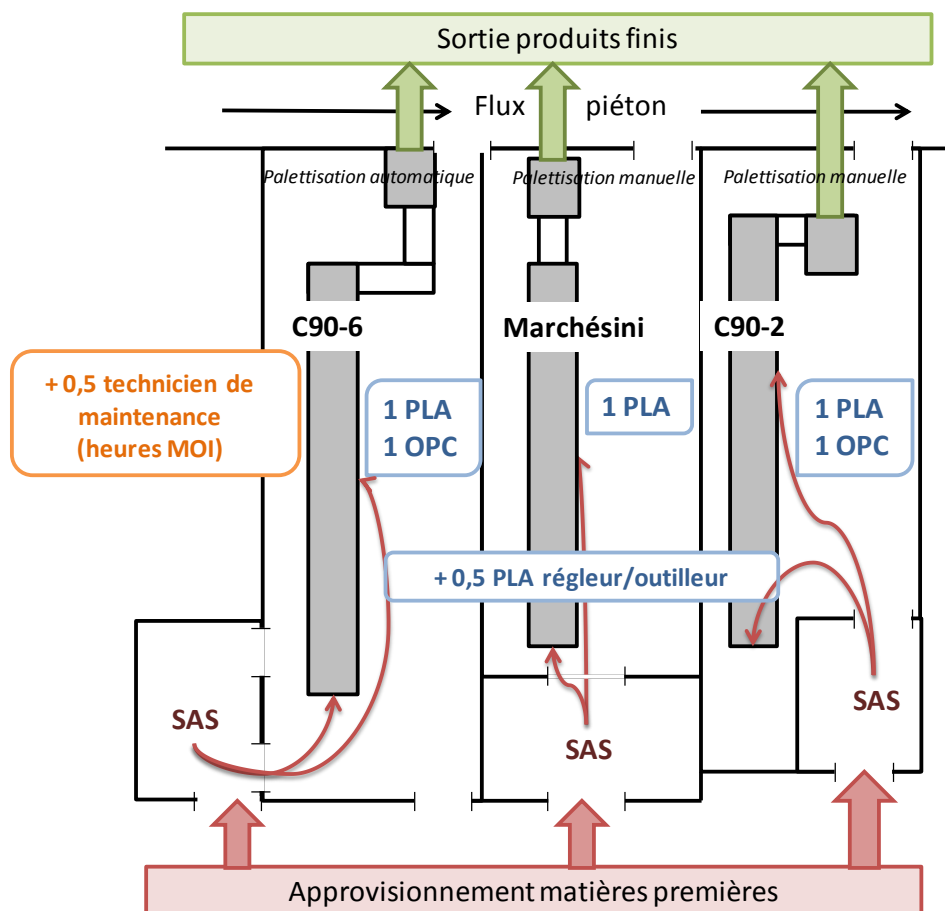 Sortie produits finis
Flux piéton
Palettisation automatique
Palettisation manuelle
Palettisation manuelle
C90-6
Marchésini
C90-2
+ 0,5 technicien de
maintenance
(heures MOI)
1 PLA
1 OPC
1 PLA
1 PLA
1 OPC
+ 0,5 PLA régleur/outilleur
SAS
SAS
SAS
Approvisionnement matières premières